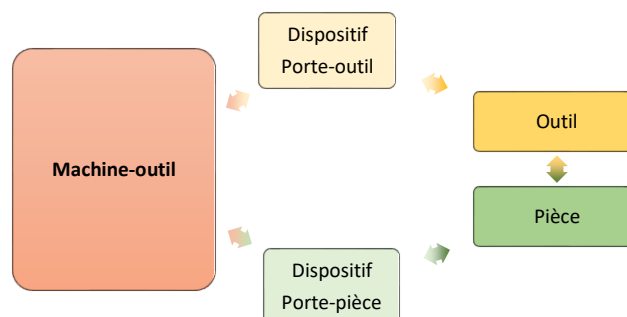 Dispositif
Porte-outil
Machine-outil
Outil
Pièce
Dispositif
Porte-pièce